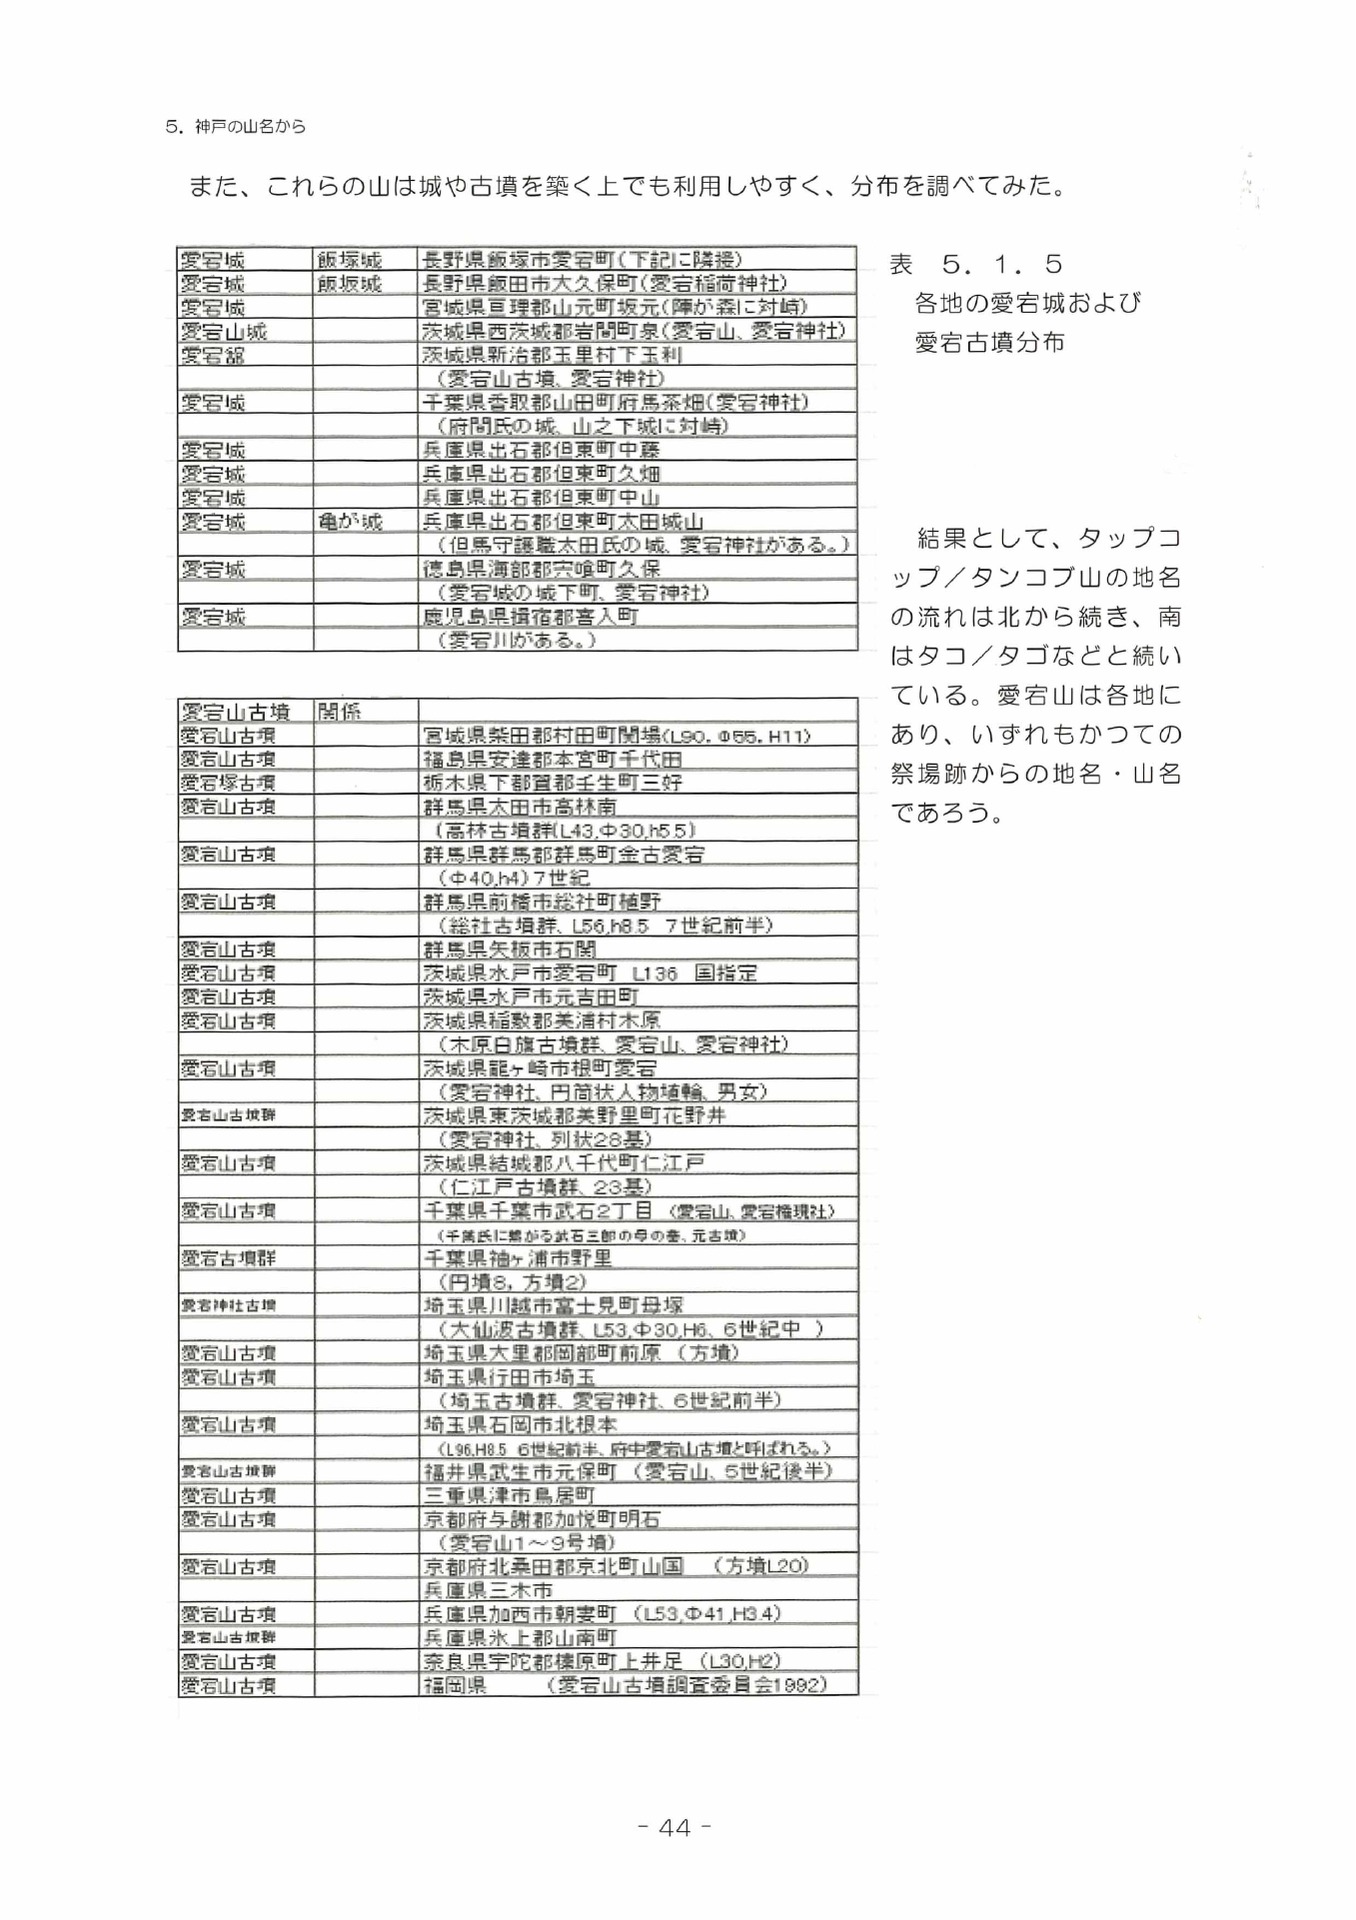 5. 神戸の山名から
また、これらの山は城や古墳を築く上でも利用しやすく、分布を調べてみた。
愛宕城 飯塚城 長野県飯塚市愛宕町(下記に隣接)
愛宕城 飯坂城 長野県飯田市大久保町(愛宕稲荷神社)
愛宕城 宮城県亘理郡山元町坂元(陣が森に対峙)
愛宕山城 茨城県西茨城郡岩間町泉(愛宕山、愛宕神社)
愛宕舘 茨城県新治郡玉里村下玉利
(愛宕山古墳、愛宕神社)
愛宕城 千葉県香取郡山田町府馬茶畑(愛宕神社)
(府間氏の城、山之下城に対峙)
愛宕城 兵庫県出石郡但東町中藤
愛宕城 兵庫県出石郡但東町久畑
愛宕城 兵庫県出石郡但東町中山
愛宕城 亀が城 兵庫県出石郡但東町太田城山
(但馬守護職太田氏の城、愛宕神社がある。)
愛宕城 徳島県海部郡宍喰町久保
(愛宕城の城下町、愛宕神社)
愛宕城 鹿児島県揖宿郡喜入町
(愛宕川がある。)
愛宕山古墳 関係
愛宕山古墳 宮城県柴田郡村田町関場(L90.Φ55.H11)
愛宕山古墳 福島県安達郡本宮町千代田
愛宕塚古墳 栃木県下都賀郡壬生町三好
愛宕山古墳 群馬県太田市高林南
(高林古墳群(L43,Φ30,h5.5)
愛宕山古墳 群馬県群馬郡群馬町金古愛宕
(Φ40,h4)7世紀
愛宕山古墳 群馬県前橋市総社町植野
(総社古墳群、L56,h8.5 7世紀前半)
愛宕山古墳 群馬県矢板市石関
愛宕山古墳 茨城県水戸市愛宕町 L136 国指定
愛宕山古墳 茨城県水戸市元吉田町
愛宕山古墳 茨城県稲敷郡美浦村木原
(木原白旗古墳群、愛宕山、愛宕神社)
愛宕山古墳 茨城県龍ヶ崎市根町愛宕
(愛宕神社、円筒状人物埴輪、男女)
愛宕山古墳群 茨城県東茨城郡美野里町花野井
(愛宕神社、列状28基)
愛宕山古墳 茨城県結城郡八千代町仁江戸
(仁江戸古墳群、23基)
愛宕山古墳 千葉県千葉市武石2丁目 (愛宕山、愛宕権現社)
(千葉氏に繋がる武石三郎の母の墓、元古墳)
愛宕古墳群 千葉県袖ヶ浦市野里
(円墳8,方墳2)
愛宕神社古墳 埼玉県川越市富士見町母塚
(大仙波古墳群、L53,Φ30,H6、6世紀中 )
愛宕山古墳 埼玉県大里郡岡部町前原 (方墳)
愛宕山古墳 埼玉県行田市埼玉
(埼玉古墳群、愛宕神社、6世紀前半)
愛宕山古墳 埼玉県石岡市北根本
(L96,H8.5 6世紀前半、府中愛宕山古墳と呼ばれる。)
愛宕山古墳群 福井県武生市元保町 (愛宕山、5世紀後半)
愛宕山古墳 三重県津市鳥居町
愛宕山古墳 京都府与謝郡加悦町明石
(愛宕山1〜9号墳)
愛宕山古墳 京都府北桑田郡京北町山国 (方墳L20)
兵庫県三木市
愛宕山古墳 兵庫県加西市朝妻町 (L53,Φ41,H3.4)
愛宕山古墳群 兵庫県氷上郡山南町
愛宕山古墳 奈良県宇陀郡榛原町上井足 (L30,H2)
愛宕山古墳 福岡県 (愛宕山古墳調査委員会1992)
表 5.1.5
各地の愛宕城および
愛宕古墳分布
結果として、タップコ
ップ/タンコブ山の地名
の流れは北から続き、南
はタコ/タゴなどと続い
ている。愛宕山は各地に
あり、いずれもかつての
祭場跡からの地名・山名
であろう。
- 44 -